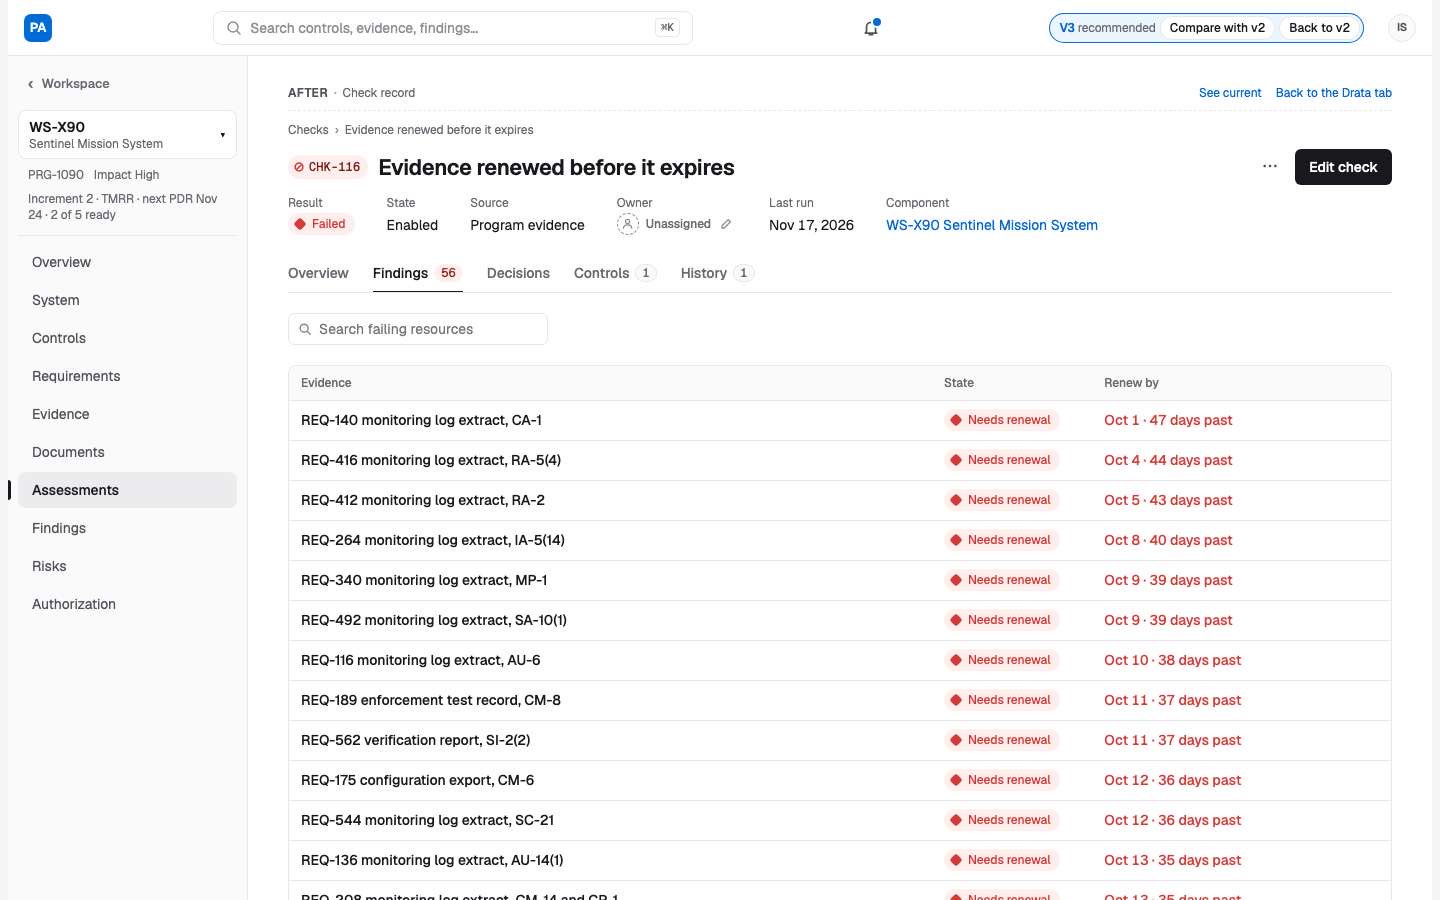 PA
Search controls, evidence, findings...
⌘K
V3 recommended Compare with v2 Back to v2
IS
‹ Workspace
WS-X90
Sentinel Mission System
PRG-1090 Impact High
Increment 2 · TMRR · next PDR Nov
24 · 2 of 5 ready
Overview
System
Controls
Requirements
Evidence
Documents
Assessments
Findings
Risks
Authorization
AFTER · Check record
See current Back to the Drata tab
Checks › Evidence renewed before it expires
CHK-116 Evidence renewed before it expires
··· Edit check
Result State Source Owner Last run Component
Failed Enabled Program evidence Unassigned Nov 17, 2026 WS-X90 Sentinel Mission System
Overview Findings 56 Decisions Controls 1 History 1
Search failing resources
Evidence State Renew by
REQ-140 monitoring log extract, CA-1 Needs renewal Oct 1 · 47 days past
REQ-416 monitoring log extract, RA-5(4) Needs renewal Oct 4 · 44 days past
REQ-412 monitoring log extract, RA-2 Needs renewal Oct 5 · 43 days past
REQ-264 monitoring log extract, IA-5(14) Needs renewal Oct 8 · 40 days past
REQ-340 monitoring log extract, MP-1 Needs renewal Oct 9 · 39 days past
REQ-492 monitoring log extract, SA-10(1) Needs renewal Oct 9 · 39 days past
REQ-116 monitoring log extract, AU-6 Needs renewal Oct 10 · 38 days past
REQ-189 enforcement test record, CM-8 Needs renewal Oct 11 · 37 days past
REQ-562 verification report, SI-2(2) Needs renewal Oct 11 · 37 days past
REQ-175 configuration export, CM-6 Needs renewal Oct 12 · 36 days past
REQ-544 monitoring log extract, SC-21 Needs renewal Oct 12 · 36 days past
REQ-136 monitoring log extract, AU-14(1) Needs renewal Oct 13 · 35 days past
monitoring log extract, Needs renewal Oct 13 · 35 days past